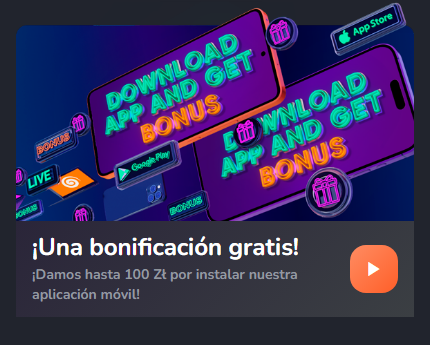 App Store
DOWNLOAD
APP AND GET
BONUS
DOWNLOAD
APP AND GET
BONUS
BONUS
Google Play
LIVE
BONUS
BONUS
¡Una bonificación gratis!
¡Damos hasta 100 Zł por instalar nuestra
aplicación móvil!